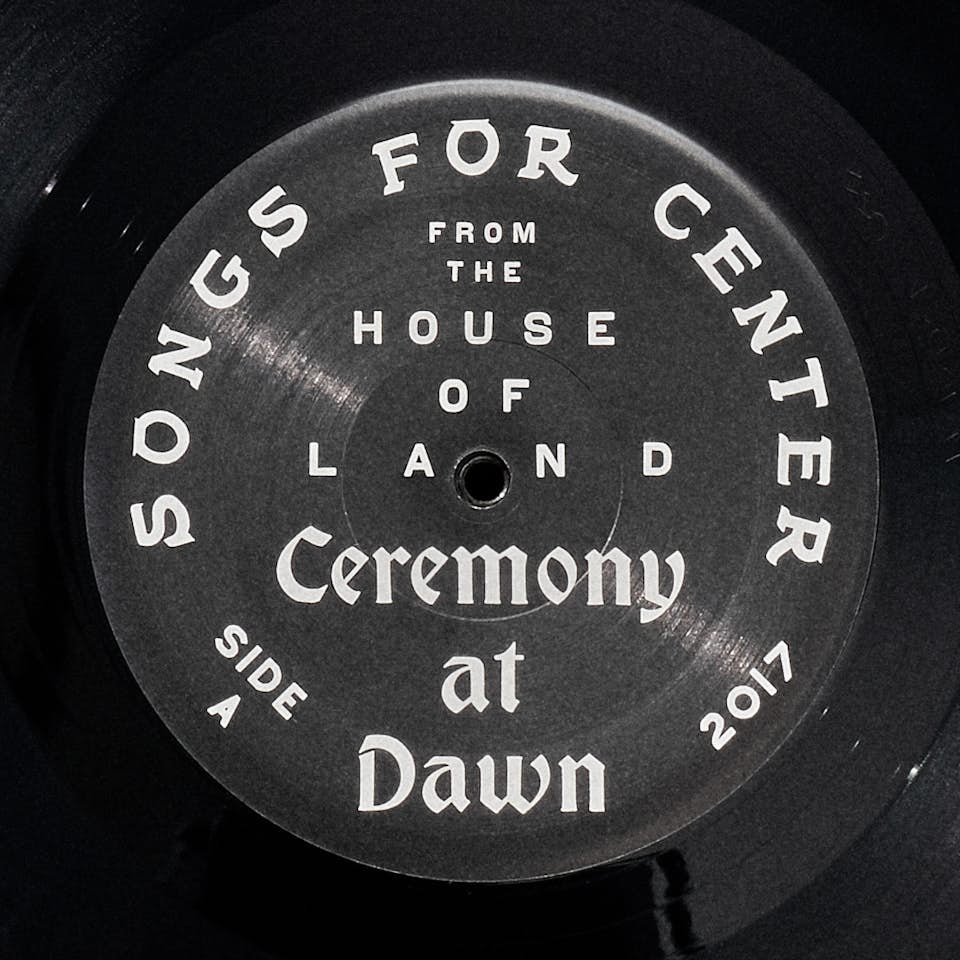 SONGS FOR CENTER
FROM
THE
HOUSE
OF
LAND
Ceremony
at
Dawn
SIDE
A
2017